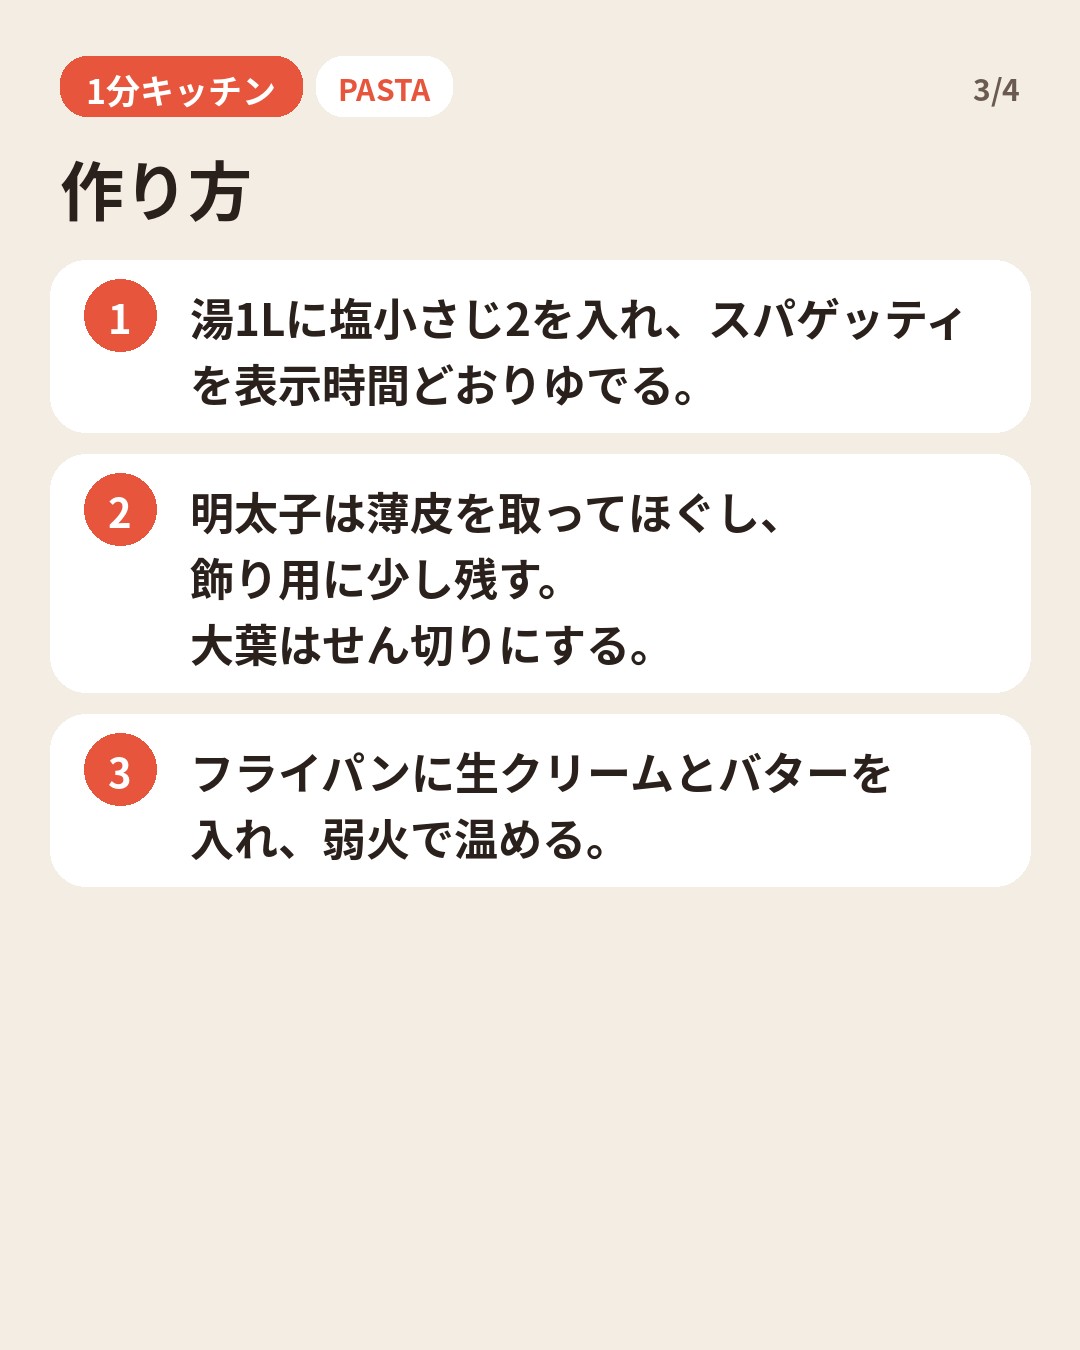 1分キッチン PASTA 3/4
作り方
1 湯1Lに塩小さじ2を入れ、スパゲッティ
を表示時間どおりゆでる。
2 明太子は薄皮を取ってほぐし、
飾り用に少し残す。
大葉はせん切りにする。
3 フライパンに生クリームとバターを
入れ、弱火で温める。